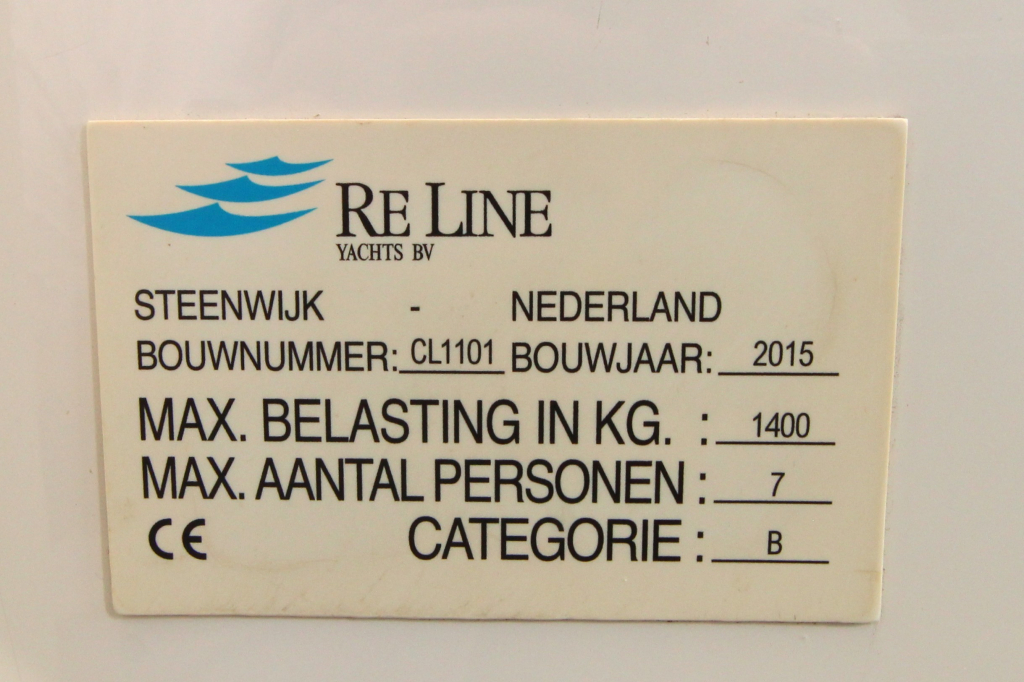 RE LINE
YACHTS BV
STEENWIJK - NEDERLAND
BOUWNUMMER: CL1101 BOUWJAAR: 2015
MAX. BELASTING IN KG. : 1400
MAX. AANTAL PERSONEN : 7
CE CATEGORIE : B